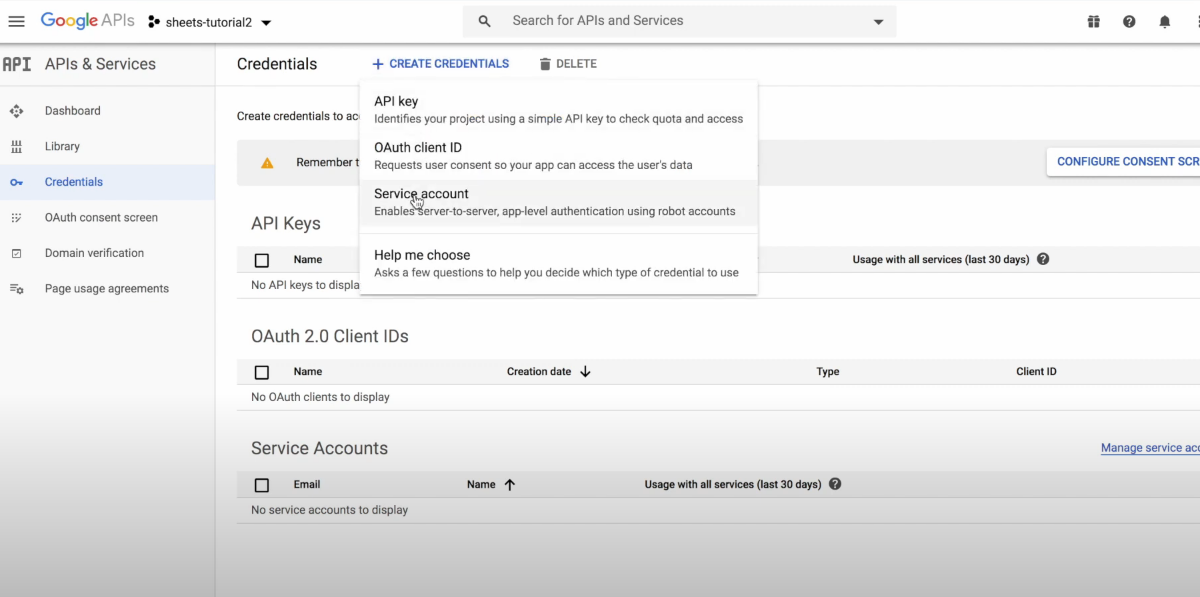 Google APIs
sheets-tutorial2
Search for APIs and Services
API APIs & Services
Dashboard
Library
Credentials
OAuth consent screen
Domain verification
Page usage agreements
Credentials
+ CREATE CREDENTIALS
DELETE
Create credentials to
API key
Identifies your project using a simple API key to check quota and access
OAuth client ID
Requests user consent so your app can access the user's data
Service account
Enables server-to-server, app-level authentication using robot accounts
Help me choose
Asks a few questions to help you decide which type of credential to use
Remember
CONFIGURE CONSENT
API Keys
Name
Usage with all services (last 30 days)
No API keys to
OAuth 2.0 Client IDs
Name Creation date Type Client ID
No OAuth clients to display
Service Accounts
Manage service
Email Name Usage with all services (last 30 days)
No service accounts to display